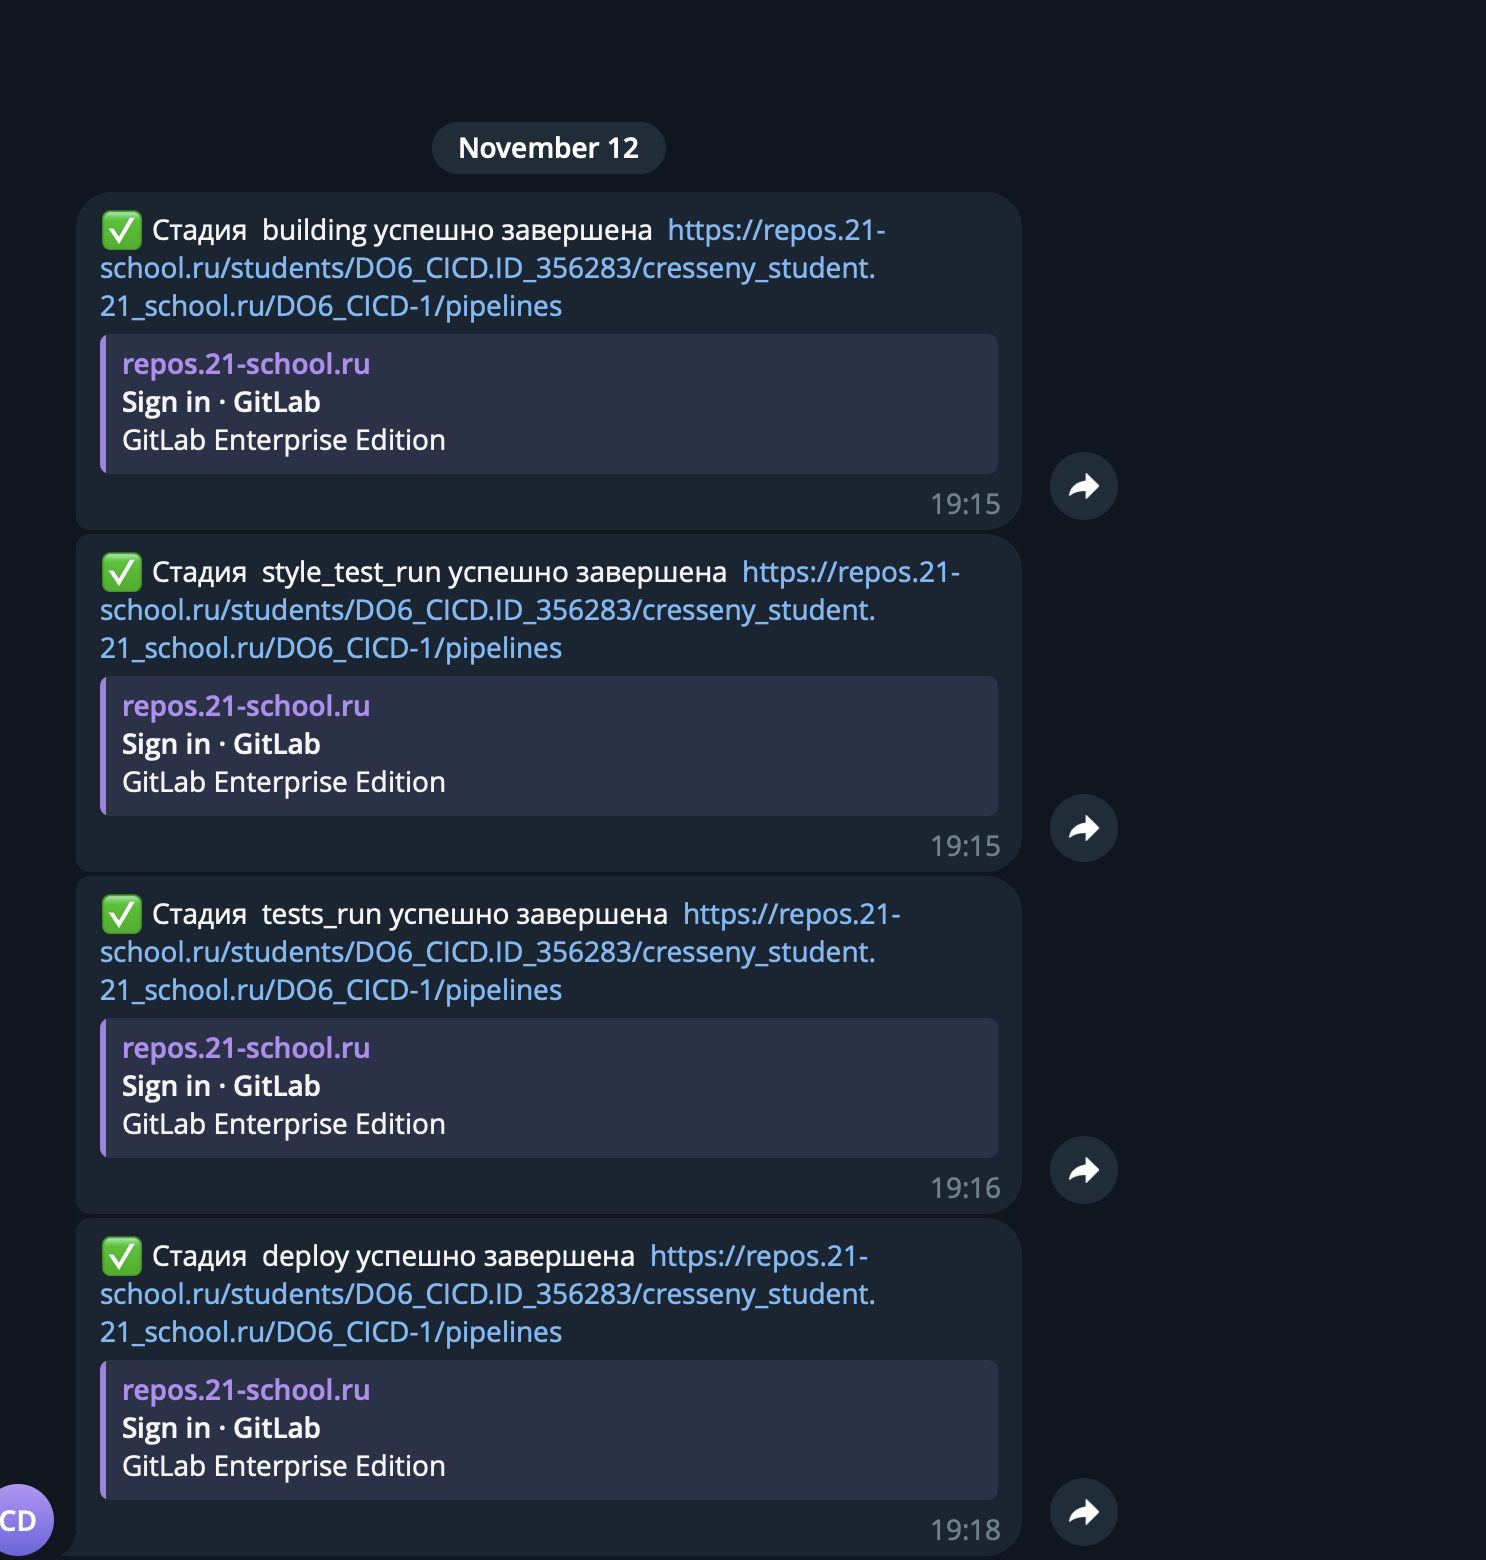 November 12
✅ Стадия building успешно завершена https://repos.21-
school.ru/students/DO6_CICD.ID_356283/cresseny_student.
21_school.ru/DO6_CICD-1/pipelines
repos.21-school.ru
Sign in · GitLab
GitLab Enterprise Edition
19:15
✅ Стадия style_test_run успешно завершена https://repos.21-
school.ru/students/DO6_CICD.ID_356283/cresseny_student.
21_school.ru/DO6_CICD-1/pipelines
repos.21-school.ru
Sign in · GitLab
GitLab Enterprise Edition
19:15
✅ Стадия tests_run успешно завершена https://repos.21-
school.ru/students/DO6_CICD.ID_356283/cresseny_student.
21_school.ru/DO6_CICD-1/pipelines
repos.21-school.ru
Sign in · GitLab
GitLab Enterprise Edition
19:16
✅ Стадия deploy успешно завершена https://repos.21-
school.ru/students/DO6_CICD.ID_356283/cresseny_student.
21_school.ru/DO6_CICD-1/pipelines
repos.21-school.ru
Sign in · GitLab
GitLab Enterprise Edition
CD
19:18